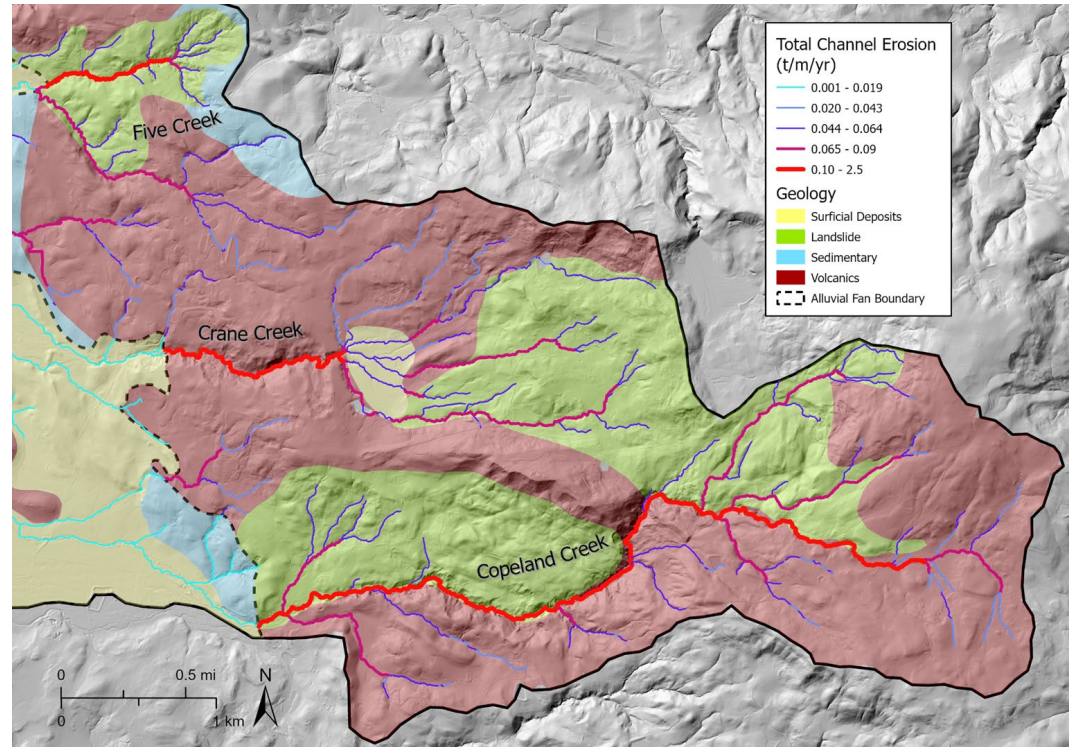 Total Channel Erosion
(t/m/yr)
0.001 - 0.019
0.020 - 0.043
0.044 - 0.064
0.065 - 0.09
0.10 - 2.5
Geology
Surficial Deposits
Landslide
Sedimentary
Volcanics
Alluvial Fan Boundary
Five Creek
Crane Creek
Copeland Creek
0 0.5 mi
N
0 1 km